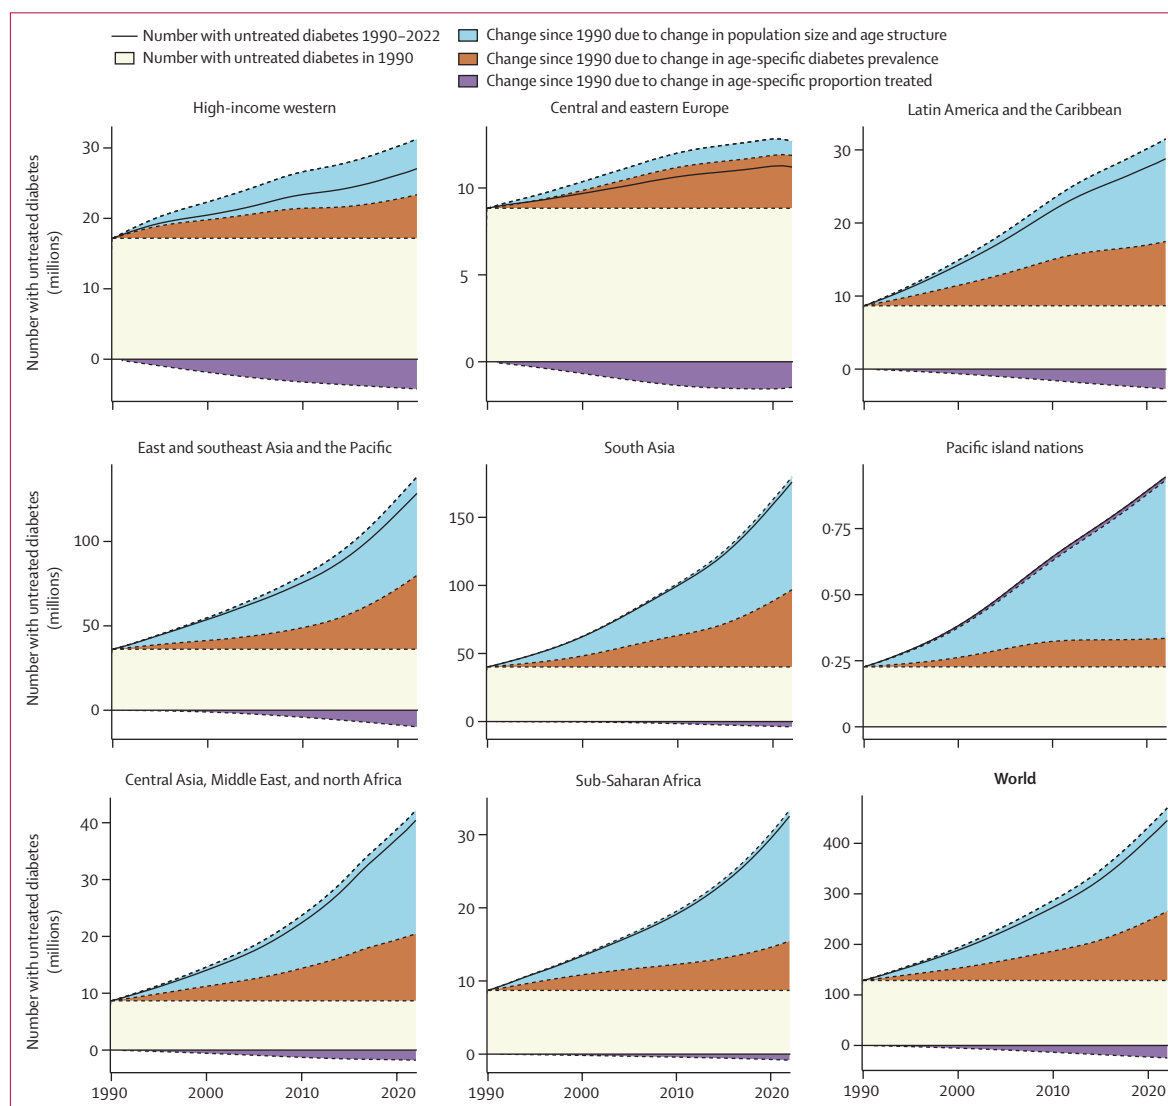 Number with untreated diabetes 1990–2022
Number with untreated diabetes in 1990
Change since 1990 due to change in population size and age structure
Change since 1990 due to change in age-specific diabetes prevalence
Change since 1990 due to change in age-specific proportion treated
High-income western
Central and eastern Europe
Latin America and the Caribbean
Number with untreated diabetes
(millions)
30
20
10
0
10
5
0
30
20
10
0
East and southeast Asia and the Pacific
South Asia
Pacific island nations
Number with untreated diabetes
(millions)
100
50
0
150
100
50
0
0·75
0·50
0·25
0
Central Asia, Middle East, and north Africa
Sub-Saharan Africa
World
Number with untreated diabetes
(millions)
40
30
20
10
0
30
20
10
0
400
300
200
100
0
1990 2000 2010 2020
1990 2000 2010 2020
1990 2000 2010 2020